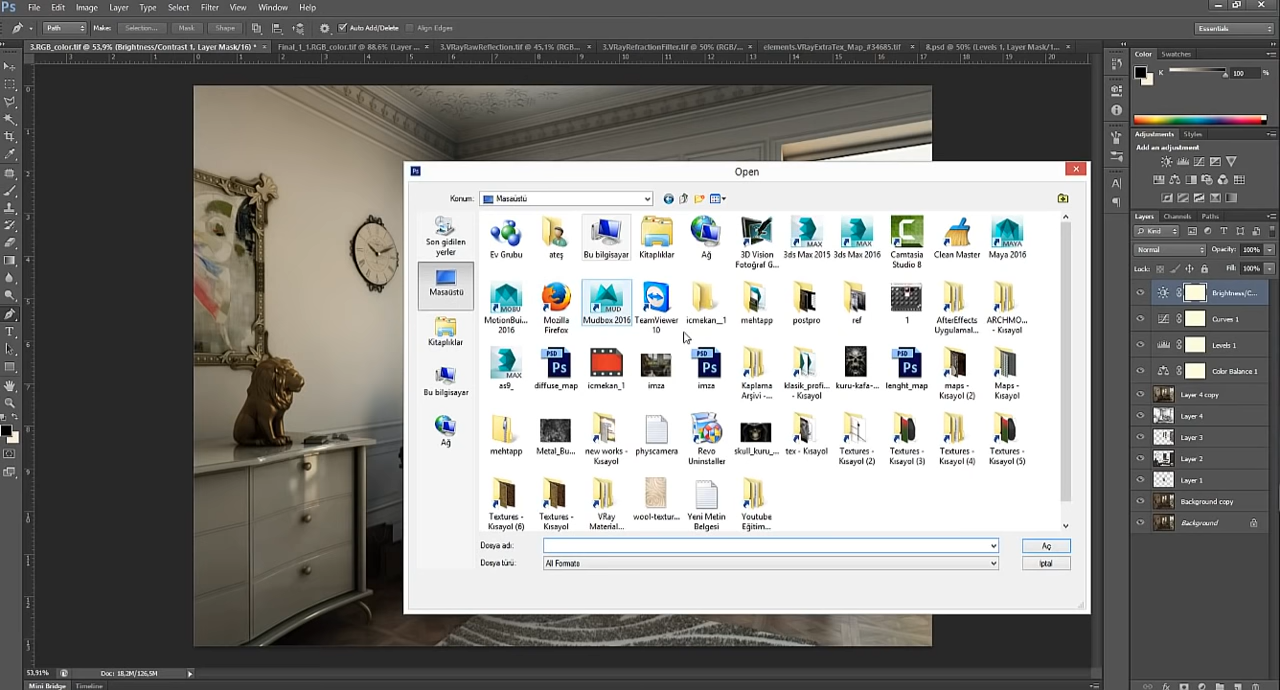 Ps File Edit Image Layer Type Select Filter View Window Help
Path Make: Selection... Mask Shape Auto Add/Delete Align Edges Essentials
3.RGB_color.tif @ 53,9% (Brightness/Contrast 1, Layer Mask/16) * Final_1_1.RGB_color.tif @ 88.6% (Layer ... 3.VRayRawReflection.tif @ 45,1% (RGB... 3.VRayRefractionFilter.tif @ 50% (RGB/... elements.VRayExtraTex_Map_#34685.tif 8.psd @ 50% (Levels 1, Layer Mask/1...
Color Swatches
K 100 %
Adjustments Styles
Add an adjustment
Layers Channels Paths
Kind
Normal Opacity: 100%
Lock: Fill: 100%
Brightness/C...
Curves 1
Levels 1
Color Balance 1
Layer 4 copy
Layer 4
Layer 3
Layer 2
Layer 1
Background copy
Background
Open
Konum: Masaüstü
Son gidilen
yerler
Masaüstü
Kitaplıklar
Bu bilgisayar
Ağ
Ev Grubu ateş Bu bilgisayar Kitaplıklar Ağ 3D Vision
Fotoğraf G... 3ds Max 2015 3ds Max 2016 Camtasia
Studio 8 Clean Master Maya 2016
MotionBui...
2016 Mozilla
Firefox Mudbox 2016 TeamViewer
10 icmekan__1 mehtapp postpro ref 1 AfterEffects
Uygulamal... ARCHMO...
- Kısayol
as9_ diffuse_map icmekan_1 imza imza Kaplama
Arşivi -... klasik_profi...
- Kısayol kuru-kafa-... lenght_map maps -
Kısayol (2) Maps -
Kısayol
mehtapp Metal_Bu... new works -
Kısayol physcamera Revo
Uninstaller skull_kuru_... tex - Kısayol Textures -
Kısayol (2) Textures -
Kısayol (3) Textures -
Kısayol (4) Textures -
Kısayol (5)
Textures -
Kısayol (6) Textures -
Kısayol VRay
Material... wool-textur... Yeni Metin
Belgesi Youtube
Eğitim...
Dosya adı: Aç
Dosya türü: All Formats İptal
53,91% Doc: 18,2M/126,5M
Mini Bridge Timeline